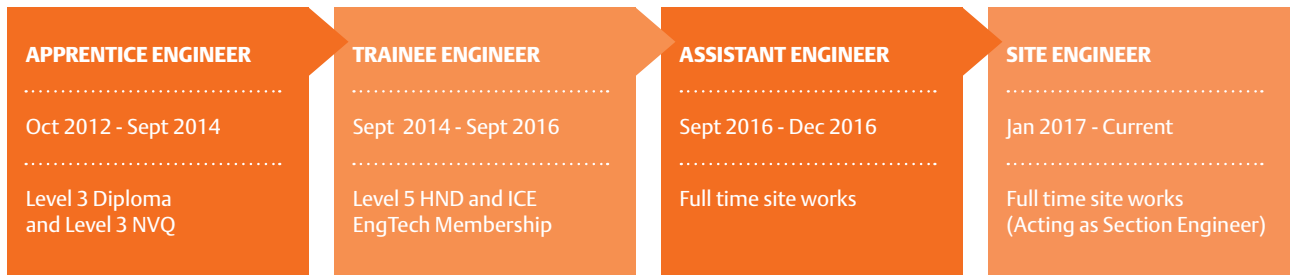 APPRENTICE ENGINEER
Oct 2012 - Sept 2014
Level 3 Diploma
and Level 3 NVQ
TRAINEE ENGINEER
Sept 2014 - Sept 2016
Level 5 HND and ICE
EngTech Membership
ASSISTANT ENGINEER
Sept 2016 - Dec 2016
Full time site works
SITE ENGINEER
Jan 2017 - Current
Full time site works
(Acting as Section Engineer)